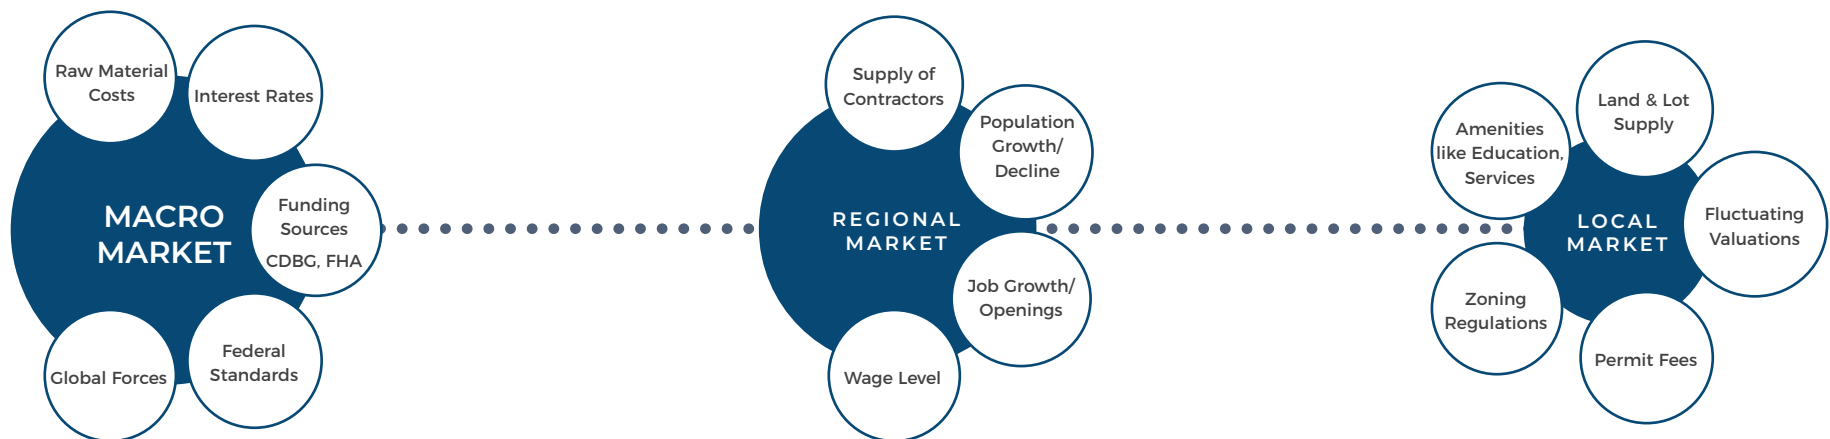 Raw Material
Costs
Interest Rates
MACRO
MARKET
Funding
Sources
CDBG, FHA
Global Forces
Federal
Standards
Supply of
Contractors
Population
Growth/
Decline
REGIONAL
MARKET
Job Growth/
Openings
Wage Level
Amenities
like Education,
Services
Land & Lot
Supply
LOCAL
MARKET
Fluctuating
Valuations
Zoning
Regulations
Permit Fees